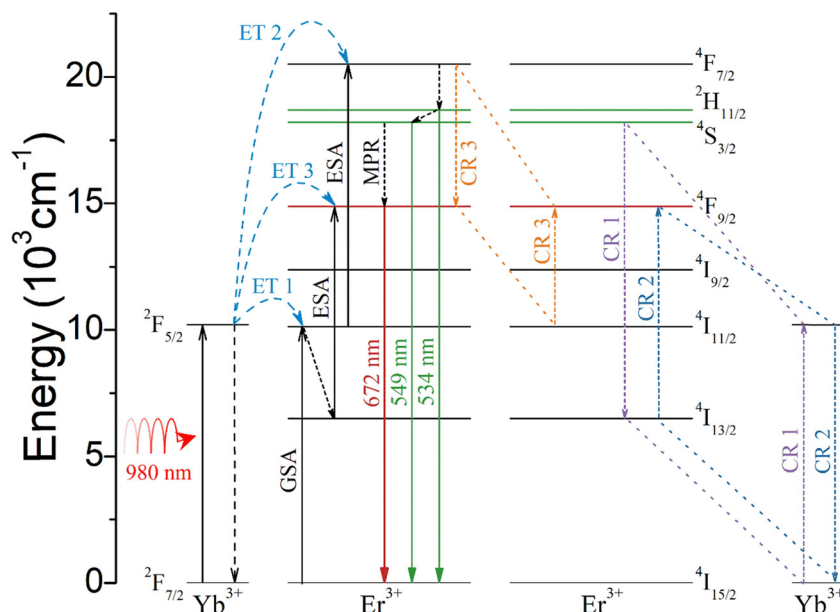 Energy (10³cm⁻¹)
20
15
10
5
0
ET 2
ET 3
ET 1
²F₅/₂
²F₇/₂
980 nm
GSA
ESA
ESA
MPR
CR 3
672 nm
549 nm
534 nm
CR 3
CR 1
CR 2
⁴F₇/₂
²H₁₁/₂
⁴S₃/₂
⁴F₉/₂
⁴I₉/₂
⁴I₁₁/₂
⁴I₁₃/₂
⁴I₁₅/₂
CR 1
CR 2
Yb³⁺
Er³⁺
Er³⁺
Yb³⁺